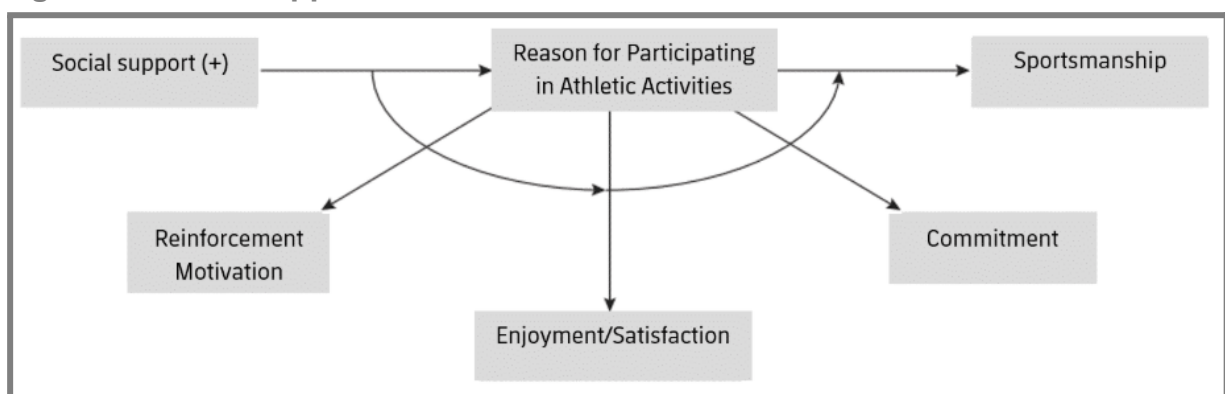 Social support (+)
Reason for Participating
in Athletic Activities
Sportsmanship
Reinforcement
Motivation
Commitment
Enjoyment/Satisfaction